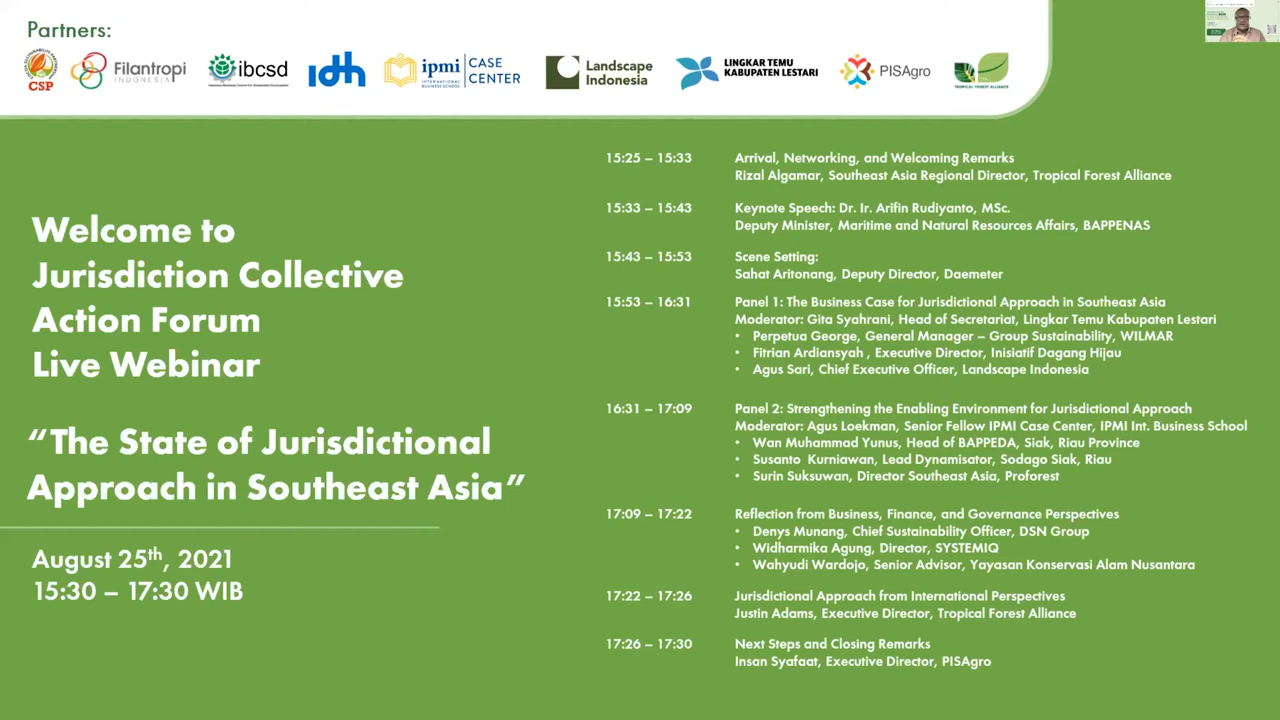 Partners:
CSP
Filantropi
INDONESIA
ibcsd
idh
ipmi
INTERNATIONAL
BUSINESS SCHOOL
CASE
CENTER
Landscape
Indonesia
LINGKAR TEMU
KABUPATEN LESTARI
PISAgro
TROPICAL FOREST ALLIANCE
Welcome to
Jurisdiction Collective
Action Forum
Live Webinar
“The State of Jurisdictional
Approach in Southeast Asia”
August 25th, 2021
15:30 – 17:30 WIB
15:25 – 15:33 Arrival, Networking, and Welcoming Remarks
Rizal Algamar, Southeast Asia Regional Director, Tropical Forest Alliance
15:33 – 15:43 Keynote Speech: Dr. Ir. Arifin Rudiyanto, MSc.
Deputy Minister, Maritime and Natural Resources Affairs, BAPPENAS
15:43 – 15:53 Scene Setting:
Sahat Aritonang, Deputy Director, Daemeter
15:53 – 16:31 Panel 1: The Business Case for Jurisdictional Approach in Southeast Asia
Moderator: Gita Syahrani, Head of Secretariat, Lingkar Temu Kabupaten Lestari
• Perpetua George, General Manager – Group Sustainability, WILMAR
• Fitrian Ardiansyah , Executive Director, Inisiatif Dagang Hijau
• Agus Sari, Chief Executive Officer, Landscape Indonesia
16:31 – 17:09 Panel 2: Strengthening the Enabling Environment for Jurisdictional Approach
Moderator: Agus Loekman, Senior Fellow IPMI Case Center, IPMI Int. Business School
• Wan Muhammad Yunus, Head of BAPPEDA, Siak, Riau Province
• Susanto Kurniawan, Lead Dynamisator, Sodago Siak, Riau
• Surin Suksuwan, Director Southeast Asia, Proforest
17:09 – 17:22 Reflection from Business, Finance, and Governance Perspectives
• Denys Munang, Chief Sustainability Officer, DSN Group
• Widharmika Agung, Director, SYSTEMIQ
• Wahyudi Wardojo, Senior Advisor, Yayasan Konservasi Alam Nusantara
17:22 – 17:26 Jurisdictional Approach from International Perspectives
Justin Adams, Executive Director, Tropical Forest Alliance
17:26 – 17:30 Next Steps and Closing Remarks
Insan Syafaat, Executive Director, PISAgro